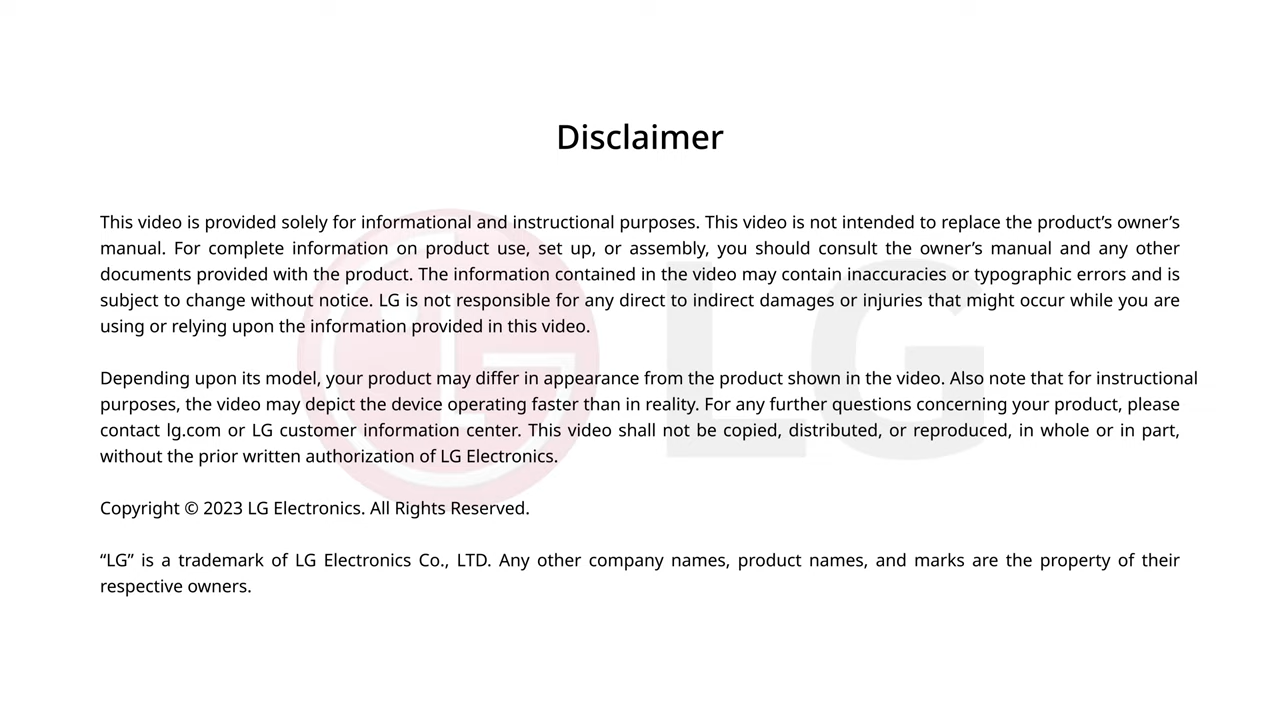 Disclaimer
This video is provided solely for informational and instructional purposes. This video is not intended to replace the product’s owner’s
manual. For complete information on product use, set up, or assembly, you should consult the owner’s manual and any other
documents provided with the product. The information contained in the video may contain inaccuracies or typographic errors and is
subject to change without notice. LG is not responsible for any direct to indirect damages or injuries that might occur while you are
using or relying upon the information provided in this video.
Depending upon its model, your product may differ in appearance from the product shown in the video. Also note that for instructional
purposes, the video may depict the device operating faster than in reality. For any further questions concerning your product, please
contact lg.com or LG customer information center. This video shall not be copied, distributed, or reproduced, in whole or in part,
without the prior written authorization of LG Electronics.
Copyright © 2023 LG Electronics. All Rights Reserved.
“LG” is a trademark of LG Electronics Co., LTD. Any other company names, product names, and marks are the property of their
respective owners.
LG